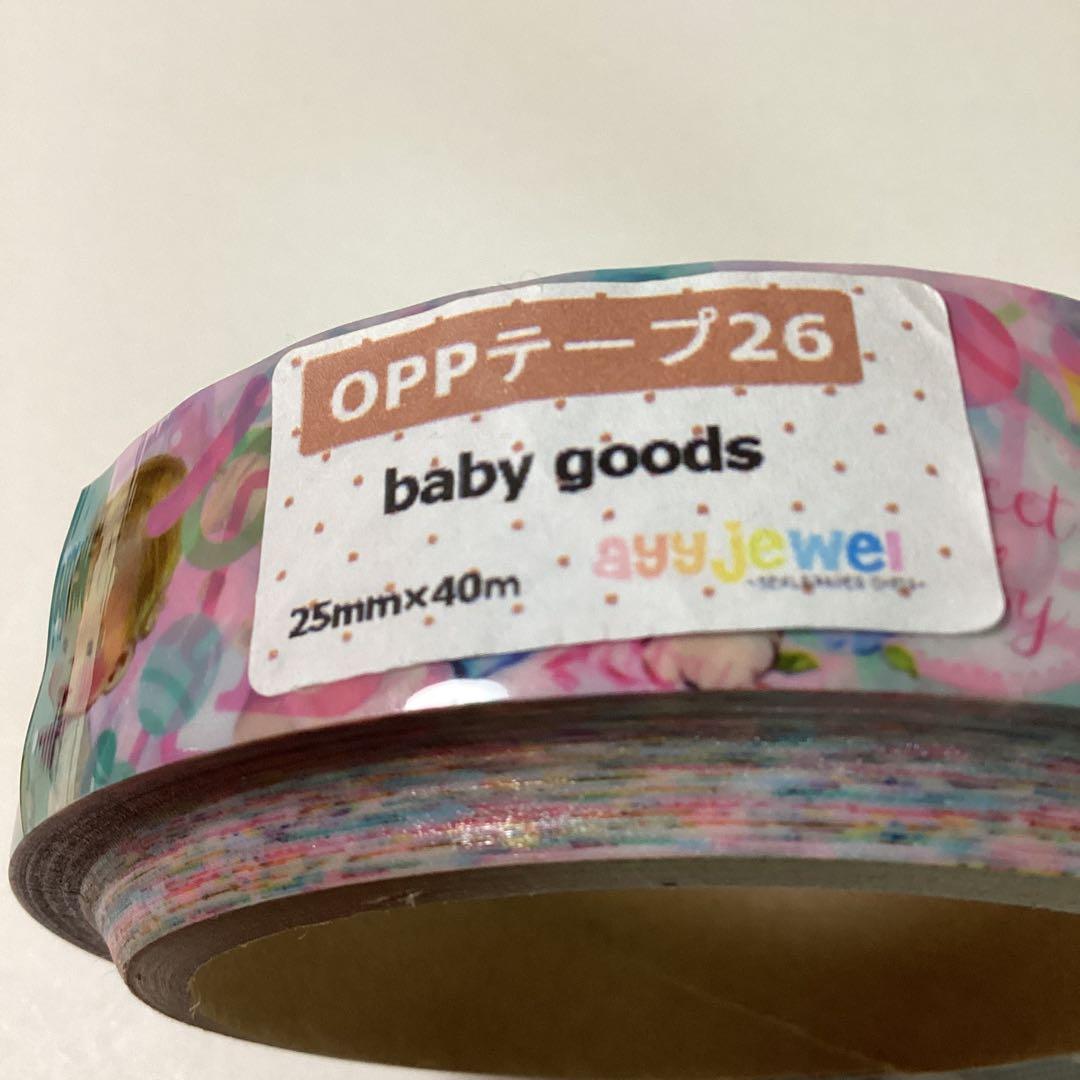 OPPテープ26
baby goods
ayyjewel
25mm×40m